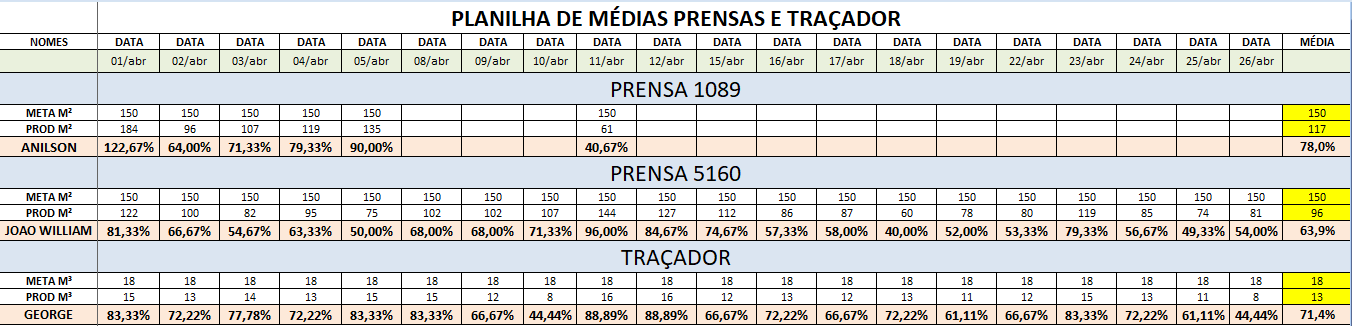 PLANILHA DE MÉDIAS PRENSAS E TRAÇADOR
NOMES DATA DATA DATA DATA DATA DATA DATA DATA DATA DATA DATA DATA DATA DATA DATA DATA DATA DATA DATA DATA MÉDIA
01/abr 02/abr 03/abr 04/abr 05/abr 08/abr 09/abr 10/abr 11/abr 12/abr 15/abr 16/abr 17/abr 18/abr 19/abr 22/abr 23/abr 24/abr 25/abr 26/abr
PRENSA 1089
META M² 150 150 150 150 150 150 150
PROD M² 184 96 107 119 135 61 117
ANILSON 122,67% 64,00% 71,33% 79,33% 90,00% 40,67% 78,0%
PRENSA 5160
META M² 150 150 150 150 150 150 150 150 150 150 150 150 150 150 150 150 150 150 150 150 150
PROD M² 122 100 82 95 75 102 102 107 144 127 112 86 87 60 78 80 119 85 74 81 96
JOAO WILLIAM 81,33% 66,67% 54,67% 63,33% 50,00% 68,00% 68,00% 71,33% 96,00% 84,67% 74,67% 57,33% 58,00% 40,00% 52,00% 53,33% 79,33% 56,67% 49,33% 54,00% 63,9%
TRAÇADOR
META M³ 18 18 18 18 18 18 18 18 18 18 18 18 18 18 18 18 18 18 18 18 18
PROD M³ 15 13 14 13 15 15 12 8 16 16 12 13 12 13 11 12 15 13 11 8 13
GEORGE 83,33% 72,22% 77,78% 72,22% 83,33% 83,33% 66,67% 44,44% 88,89% 88,89% 66,67% 72,22% 66,67% 72,22% 61,11% 66,67% 83,33% 72,22% 61,11% 44,44% 71,4%